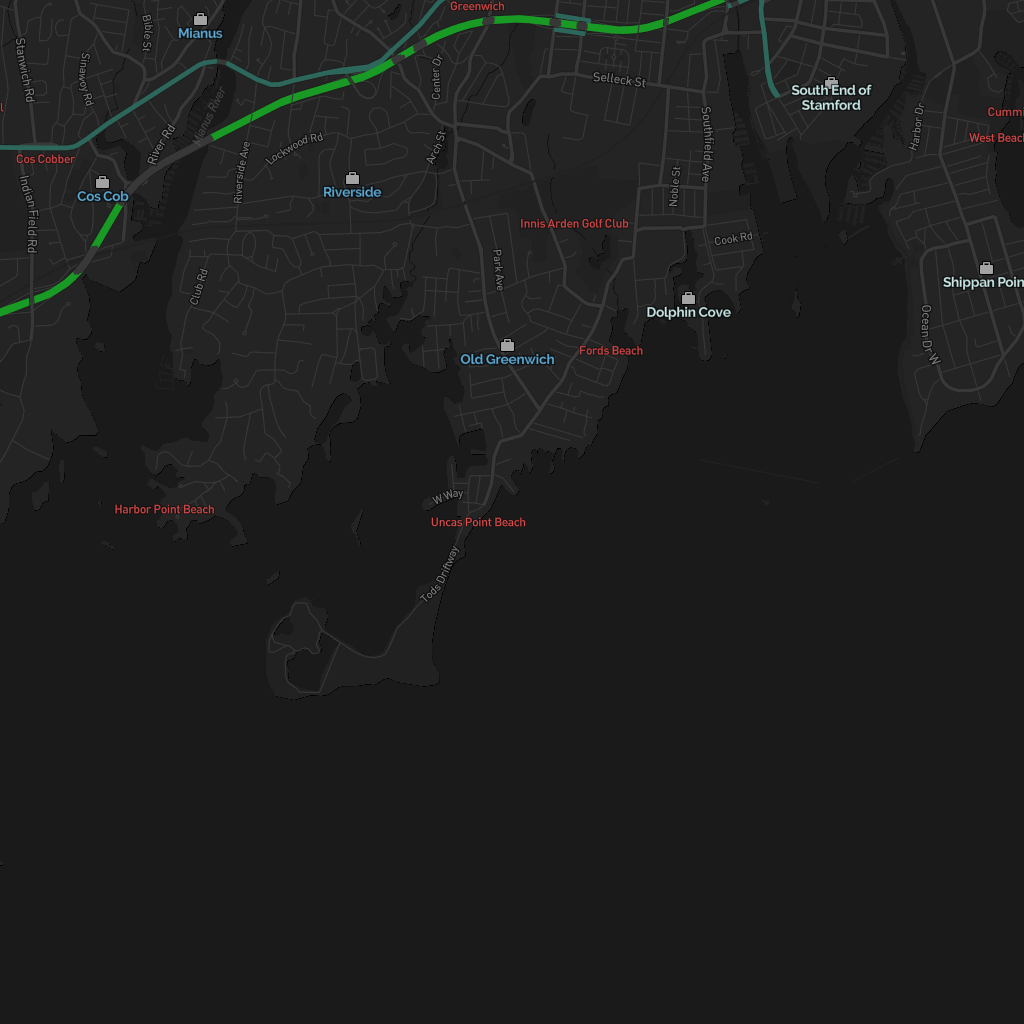 Greenwich
Mianus
Bible St
Stanwich Rd
Sinawoy Rd
Center Dr
Selleck St
South End of
Stamford
Mianus River
River Rd
Lockwood Rd
Arch St
Southfield Ave
Harbor Dr
West Beach
Cos Cobber
Riverside Ave
Cos Cob
Riverside
Noble St
Indian Field Rd
Innis Arden Golf Club
Cook Rd
Park Ave
Club Rd
Dolphin Cove
Ocean Dr W
Old Greenwich
Fords Beach
W Way
Harbor Point Beach
Uncas Point Beach
Tods Driftway